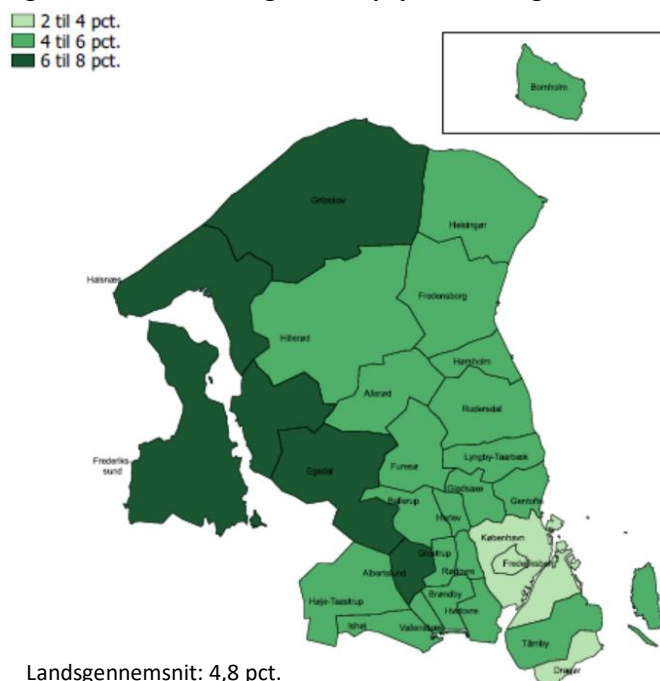 2 til 4 pct.
4 til 6 pct.
6 til 8 pct.
Bornholm
Gribskov
Helsingør
Halsnæs
Fredensborg
Hillerød
Hørsholm
Allerød
Rudersdal
Frederiks-
sund
Egedal
Furesø
Lyngby-Taarbæk
Gladsaxe
Ballerup
Gentofte
Herlev
København
Glostrup
Frederiksberg
Albertslund
Rødovre
Brøndby
Høje-Taastrup
Hvidovre
Ishøj
Vallensbæk
Tårnby
Dragør
Landsgennemsnit: 4,8 pct.